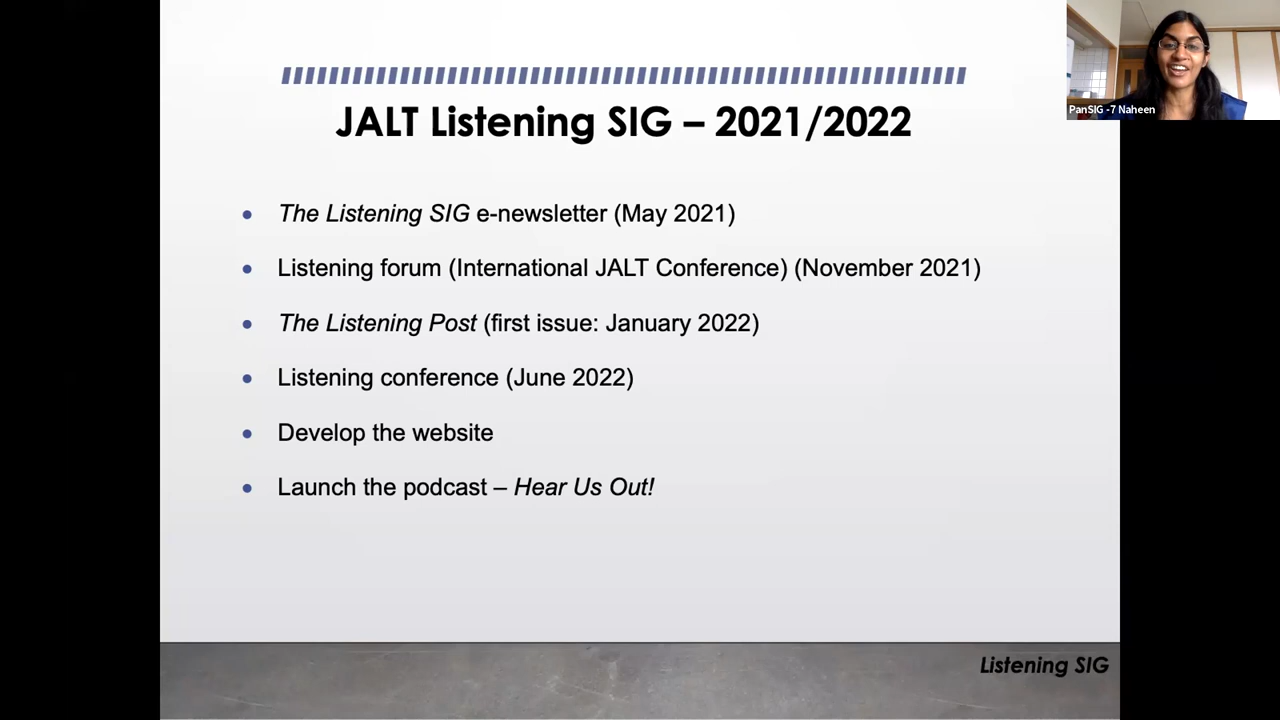 JALT Listening SIG – 2021/2022
PanSIG -7 Naheen
• The Listening SIG e-newsletter (May 2021)
• Listening forum (International JALT Conference) (November 2021)
• The Listening Post (first issue: January 2022)
• Listening conference (June 2022)
• Develop the website
• Launch the podcast – Hear Us Out!
Listening SIG